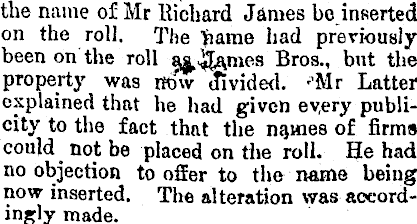 the name of Mr Richard James be inserted
on the roll. The name had previously
been on the roll as James Bros., but the
property was now divided. Mr Latter
explained that he had given every publi-
city to the fact that the names of firms
could not be placed on the roll. He had
no objection to offer to the name being
now inserted. The alteration was accord-
ingly made.